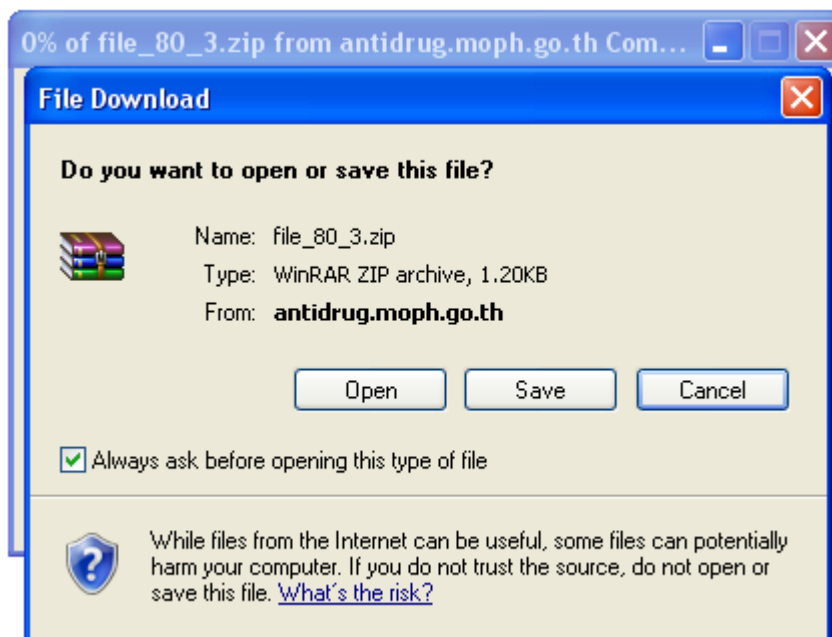 0% of file_80_3.zip from antidrug.moph.go.th Com...
File Download
Do you want to open or save this file?
Name: file_80_3.zip
Type: WinRAR ZIP archive, 1.20KB
From: antidrug.moph.go.th
Open Save Cancel
Always ask before opening this type of file
While files from the Internet can be useful, some files can potentially
harm your computer. If you do not trust the source, do not open or
save this file. What's the risk?